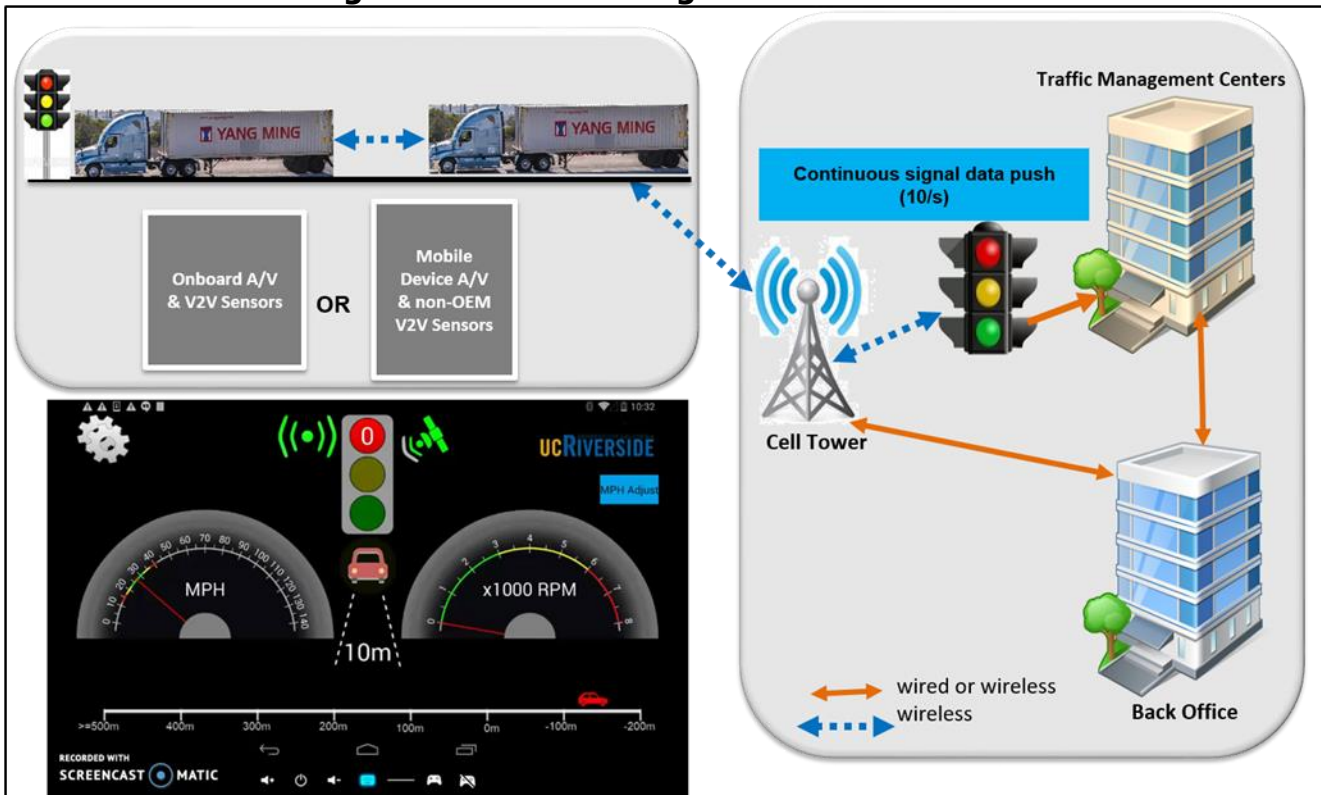 YANG MING
YANG MING
Onboard A/V
& V2V Sensors
OR
Mobile
Device A/V
& non-OEM
V2V Sensors
Traffic Management Centers
Continuous signal data push
(10/s)
Cell Tower
Back Office
wired or wireless
wireless
10:32
0
UCRIVERSIDE
MPH Adjust
0 10 20 30 40 50 60 70 80 90 100 110 120 130 140
MPH
0 1 2 3 4 5 6 7 8
x1000 RPM
10m
>=500m 400m 300m 200m 100m 0m -100m -200m
RECORDED WITH
SCREENCAST MATIC